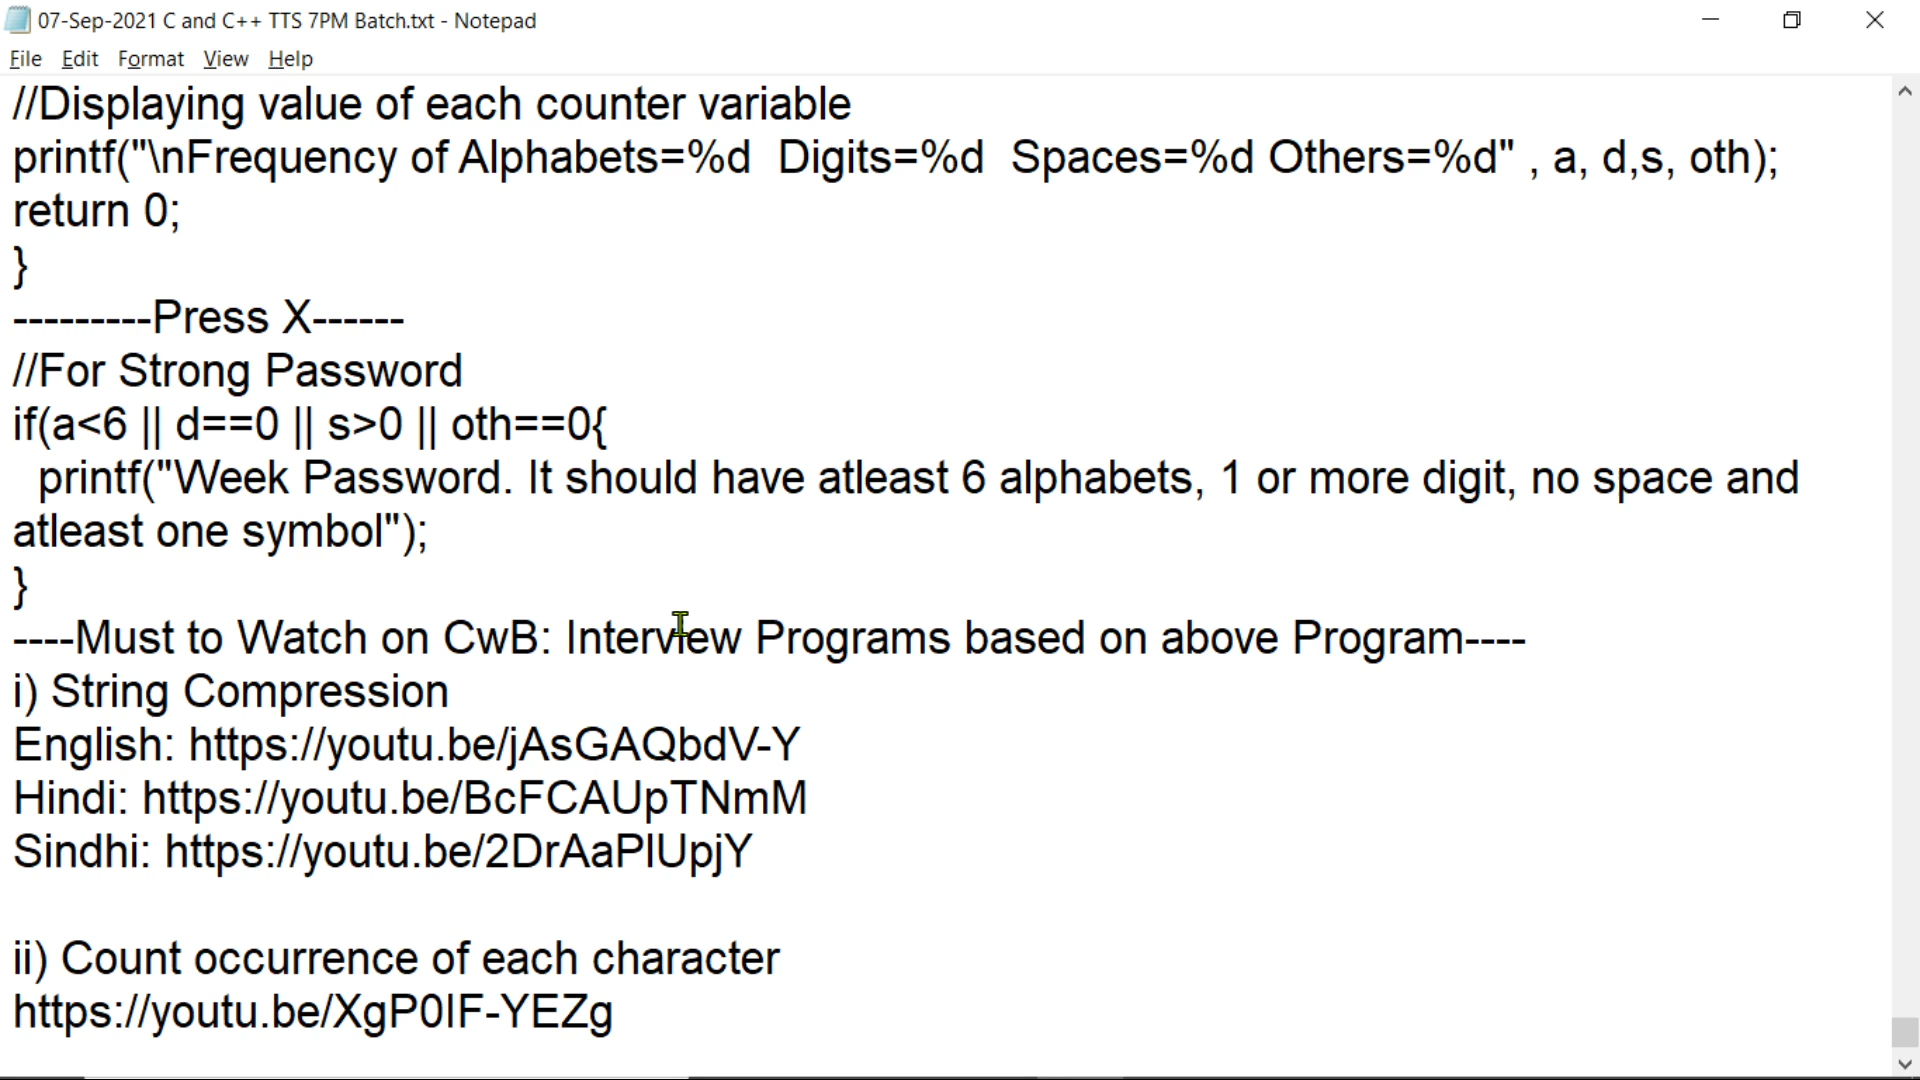 07-Sep-2021 C and C++ TTS 7PM Batch.txt - Notepad
File Edit Format View Help
//Displaying value of each counter variable
printf("\nFrequency of Alphabets=%d  Digits=%d  Spaces=%d Others=%d" , a, d,s, oth);
return 0;
}
---------Press X------
//For Strong Password
if(a<6 || d==0 || s>0 || oth==0{
  printf("Week Password. It should have atleast 6 alphabets, 1 or more digit, no space and
atleast one symbol");
}
----Must to Watch on CwB: Interview Programs based on above Program----
i) String Compression
English: https://youtu.be/jAsGAQbdV-Y
Hindi: https://youtu.be/BcFCAUpTNmM
Sindhi: https://youtu.be/2DrAaPlUpjY
ii) Count occurrence of each character
https://youtu.be/XgP0IF-YEZg